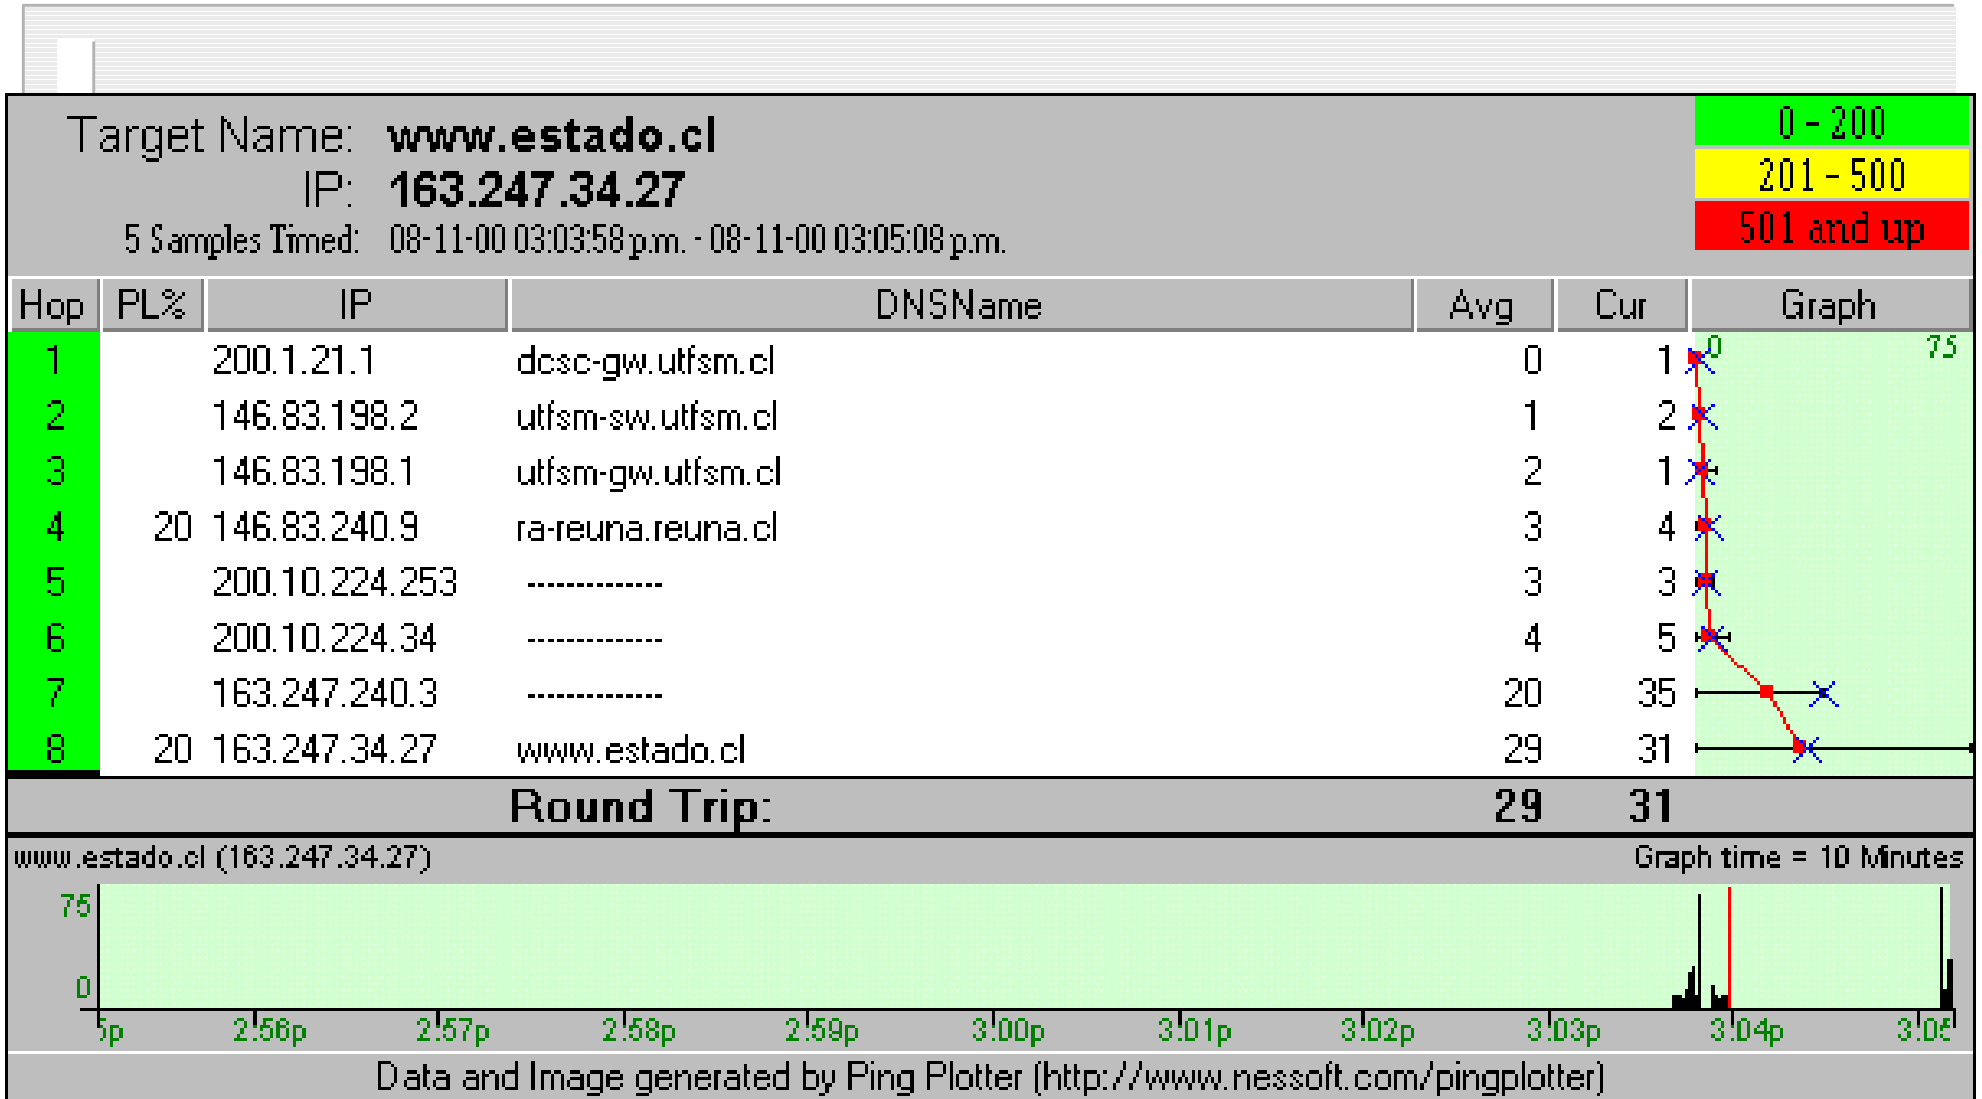 Target Name: www.estado.cl
IP: 163.247.34.27
5 Samples Timed: 08-11-00 03:03:58 p.m. - 08-11-00 03:05:08 p.m.
0 - 200
201 - 500
501 and up
Hop PL% IP DNSName Avg Cur Graph
0 75
1 200.1.21.1 dcsc-gw.utfsm.cl 0 1
2 146.83.198.2 utfsm-sw.utfsm.cl 1 2
3 146.83.198.1 utfsm-gw.utfsm.cl 2 1
4 20 146.83.240.9 ra-reuna.reuna.cl 3 4
5 200.10.224.253 -------------- 3 3
6 200.10.224.34 -------------- 4 5
7 163.247.240.3 -------------- 20 35
8 20 163.247.34.27 www.estado.cl 29 31
Round Trip: 29 31
www.estado.cl (163.247.34.27) Graph time = 10 Minutes
75
0
5p 2:56p 2:57p 2:58p 2:59p 3:00p 3:01p 3:02p 3:03p 3:04p 3:05
Data and Image generated by Ping Plotter (http://www.nessoft.com/pingplotter)